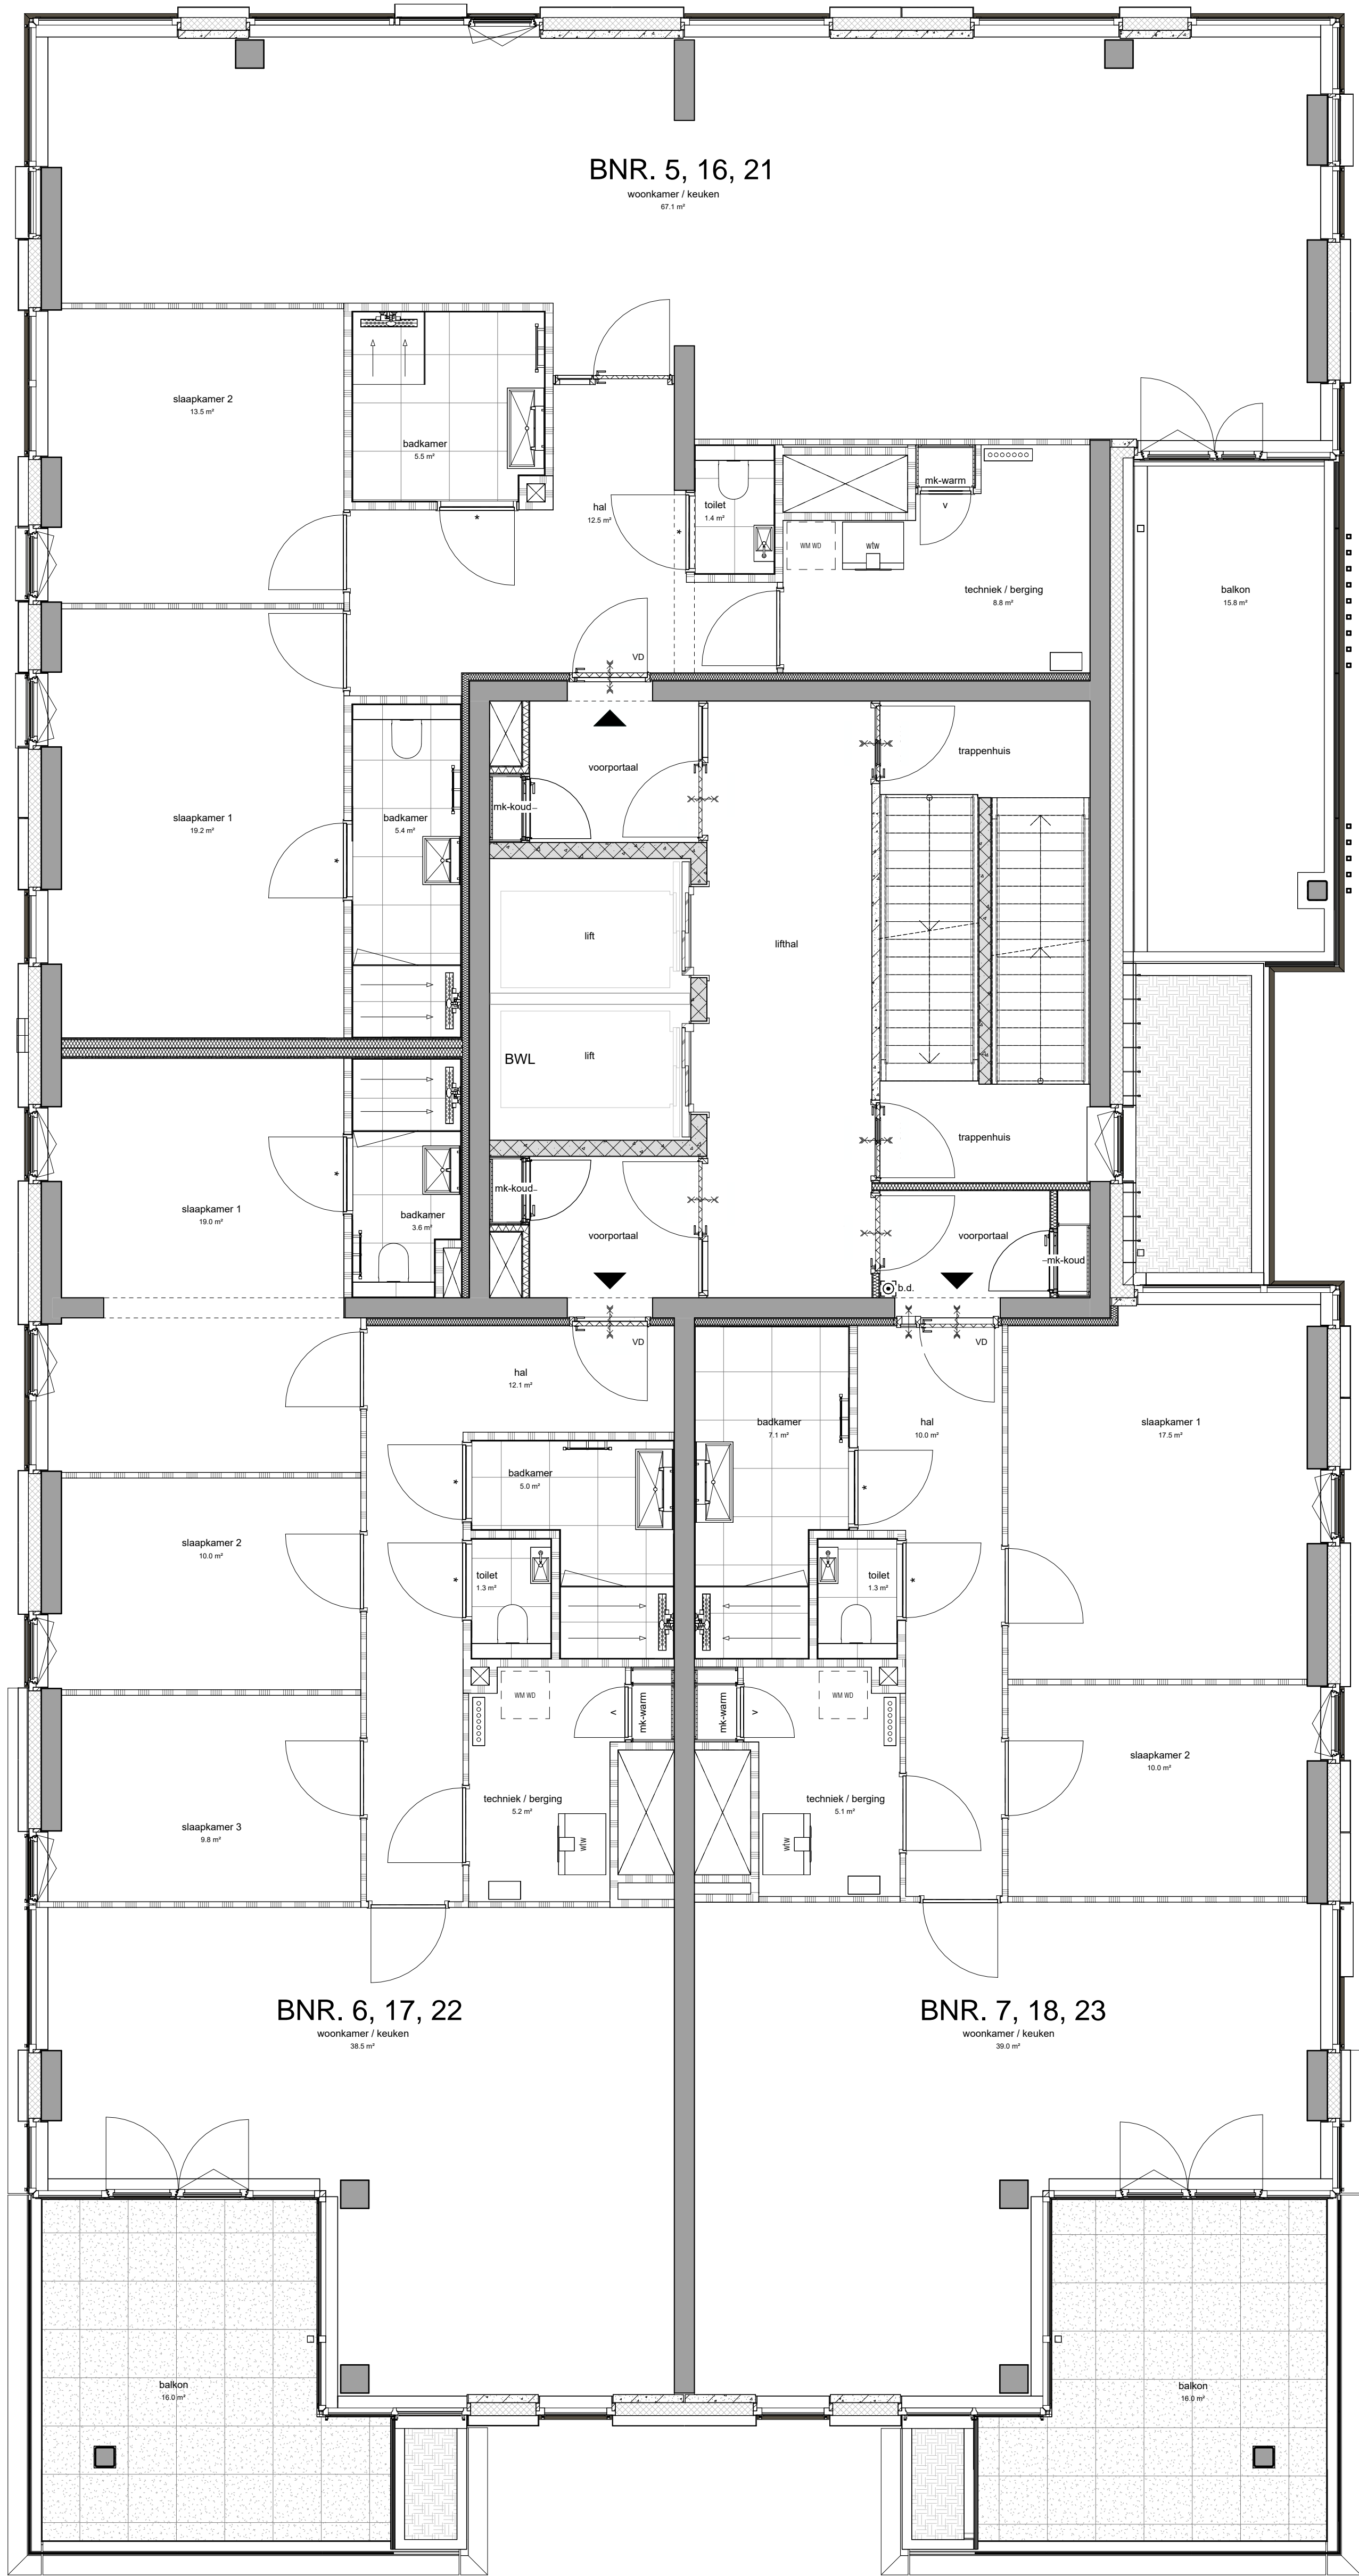 BNR. 5, 16, 21
woonkamer / keuken
67.1 m²
slaapkamer 2
13.5 m²
badkamer
5.5 m²
*
hal
12.5 m²
*
toilet
1.4 m²
mk-warm
v
WM WD
wtw
techniek / berging
8.8 m²
balkon
15.8 m²
VD
voorportaal
trappenhuis
mk-koud
slaapkamer 1
19.2 m²
*
badkamer
5.4 m²
lift
lifthal
BWL
lift
trappenhuis
slaapkamer 1
19.0 m²
*
badkamer
3.6 m²
mk-koud
voorportaal
voorportaal
mk-koud
b.d.
VD
VD
hal
12.1 m²
badkamer
7.1 m²
hal
10.0 m²
slaapkamer 1
17.5 m²
*
badkamer
5.0 m²
*
slaapkamer 2
10.0 m²
*
toilet
1.3 m²
toilet
1.3 m²
*
WM WD
WM WD
v
mk-warm
mk-warm
v
slaapkamer 2
10.0 m²
slaapkamer 3
9.8 m²
techniek / berging
5.2 m²
wtw
wtw
techniek / berging
5.1 m²
BNR. 6, 17, 22
woonkamer / keuken
38.5 m²
BNR. 7, 18, 23
woonkamer / keuken
39.0 m²
balkon
16.0 m²
balkon
16.0 m²